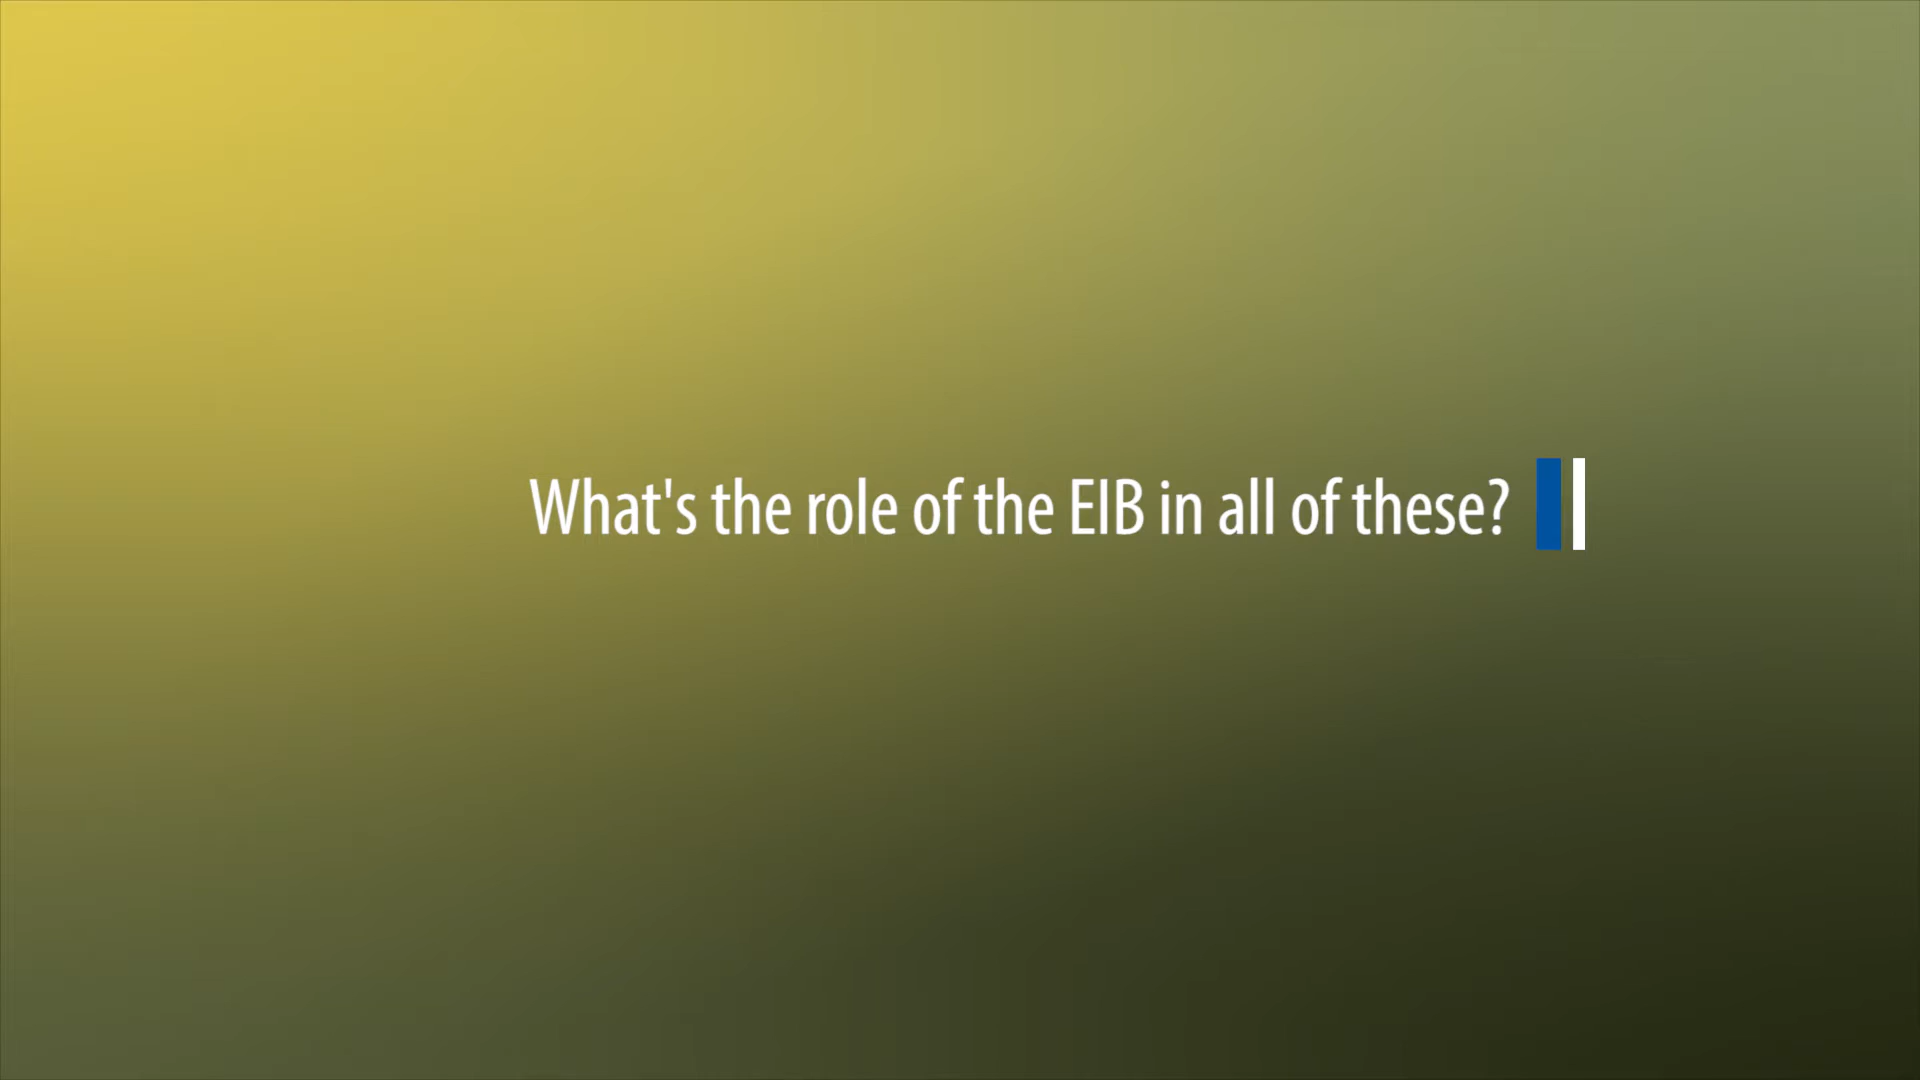 What's the role of the EIB in all of these?